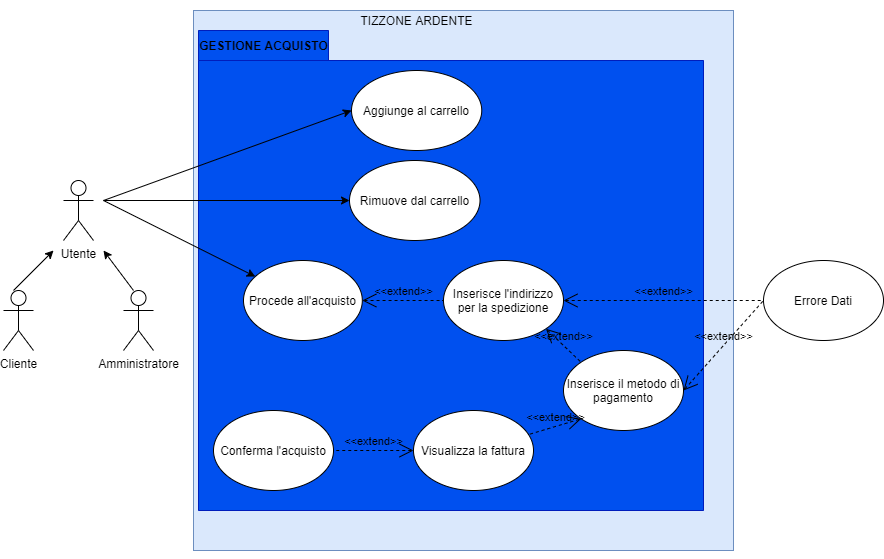 TIZZONE ARDENTE
GESTIONE ACQUISTO
Aggiunge al carrello
Rimuove dal carrello
Utente
Cliente
Amministratore
Procede all'acquisto
<<extend>>
Inserisce l'indirizzo
per la spedizione
<<extend>>
Errore Dati
<<extend>>
<<extend>>
Inserisce il metodo di
pagamento
<<extend>>
Conferma l'acquisto
<<extend>>
Visualizza la fattura